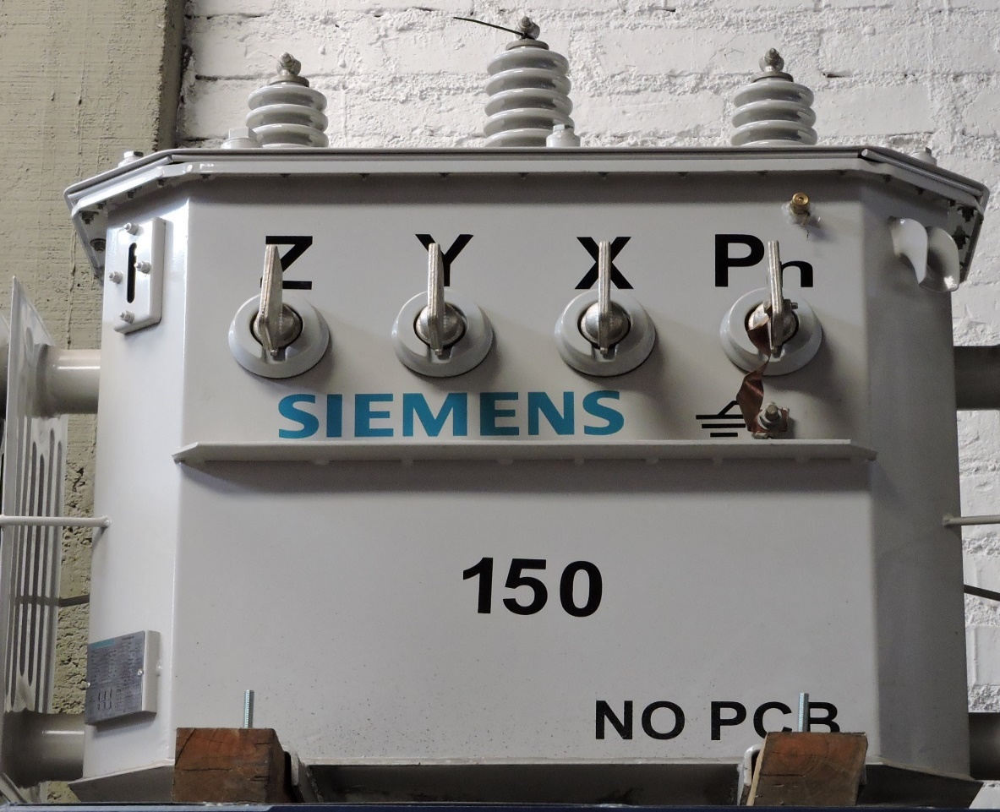 Z Y X Pn
SIEMENS
150
NO PCB